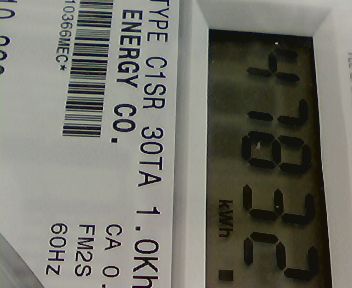 47832
kWh
TYPE C1SR 30TA 1.0Kh
ENERGY CO.
CA 0.
FM2S
60Hz
10366MEC*